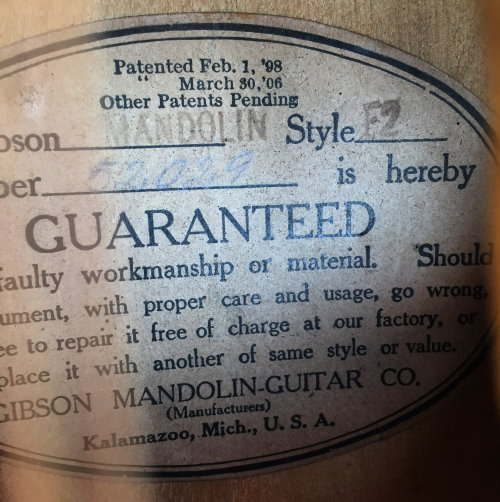 Patented Feb. 1, '98
" March 30, '06
Other Patents Pending
bson MANDOLIN Style F2
ber 52029 is hereby
GUARANTEED
faulty workmanship or material. Should
ument, with proper care and usage, go wrong,
ee to repair it free of charge at our factory, or
place it with another of same style or value.
GIBSON MANDOLIN-GUITAR CO.
(Manufacturers)
Kalamazoo, Mich., U. S. A.